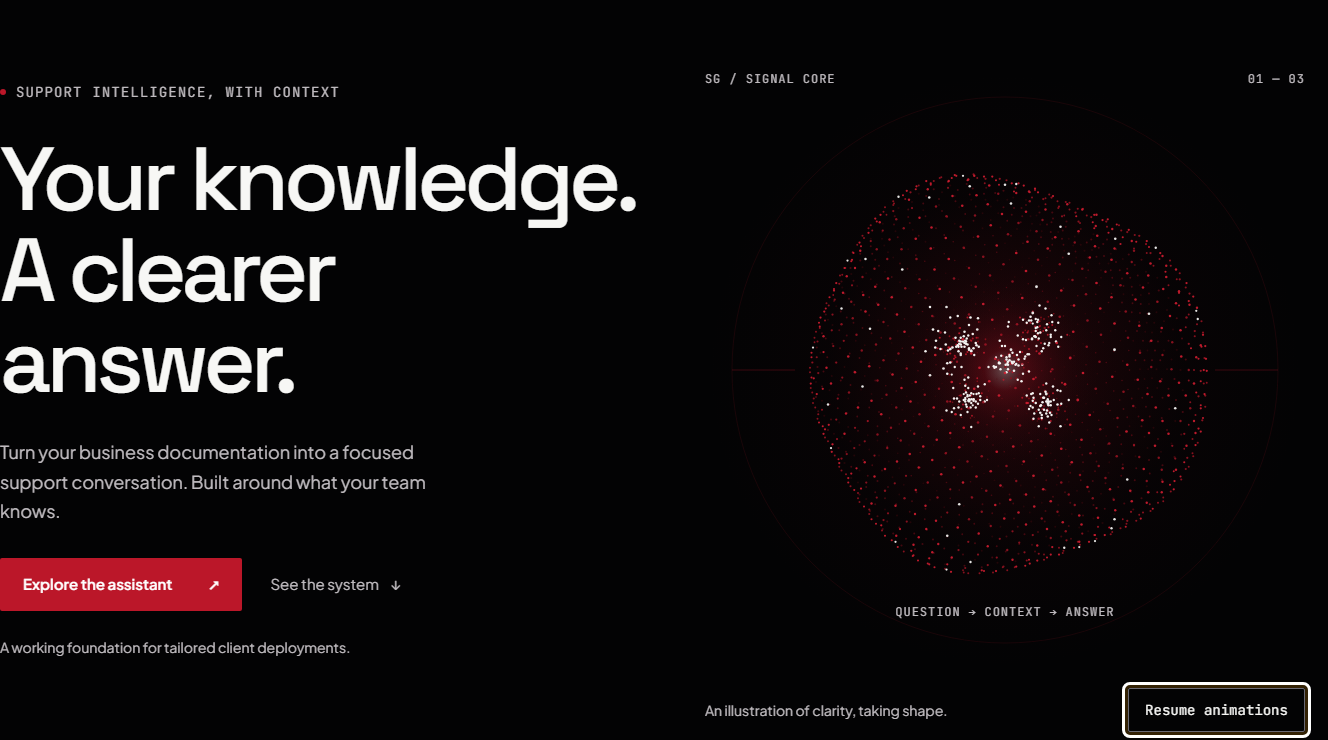 SUPPORT INTELLIGENCE, WITH CONTEXT
Your knowledge.
A clearer
answer.
Turn your business documentation into a focused
support conversation. Built around what your team
knows.
Explore the assistant ↗
See the system ↓
A working foundation for tailored client deployments.
SG / SIGNAL CORE
01 — 03
QUESTION → CONTEXT → ANSWER
An illustration of clarity, taking shape.
Resume animations